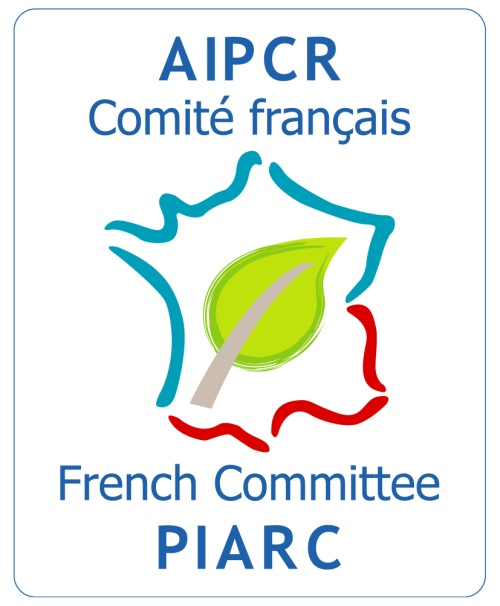 AIPCR
Comité français
French Committee
PIARC